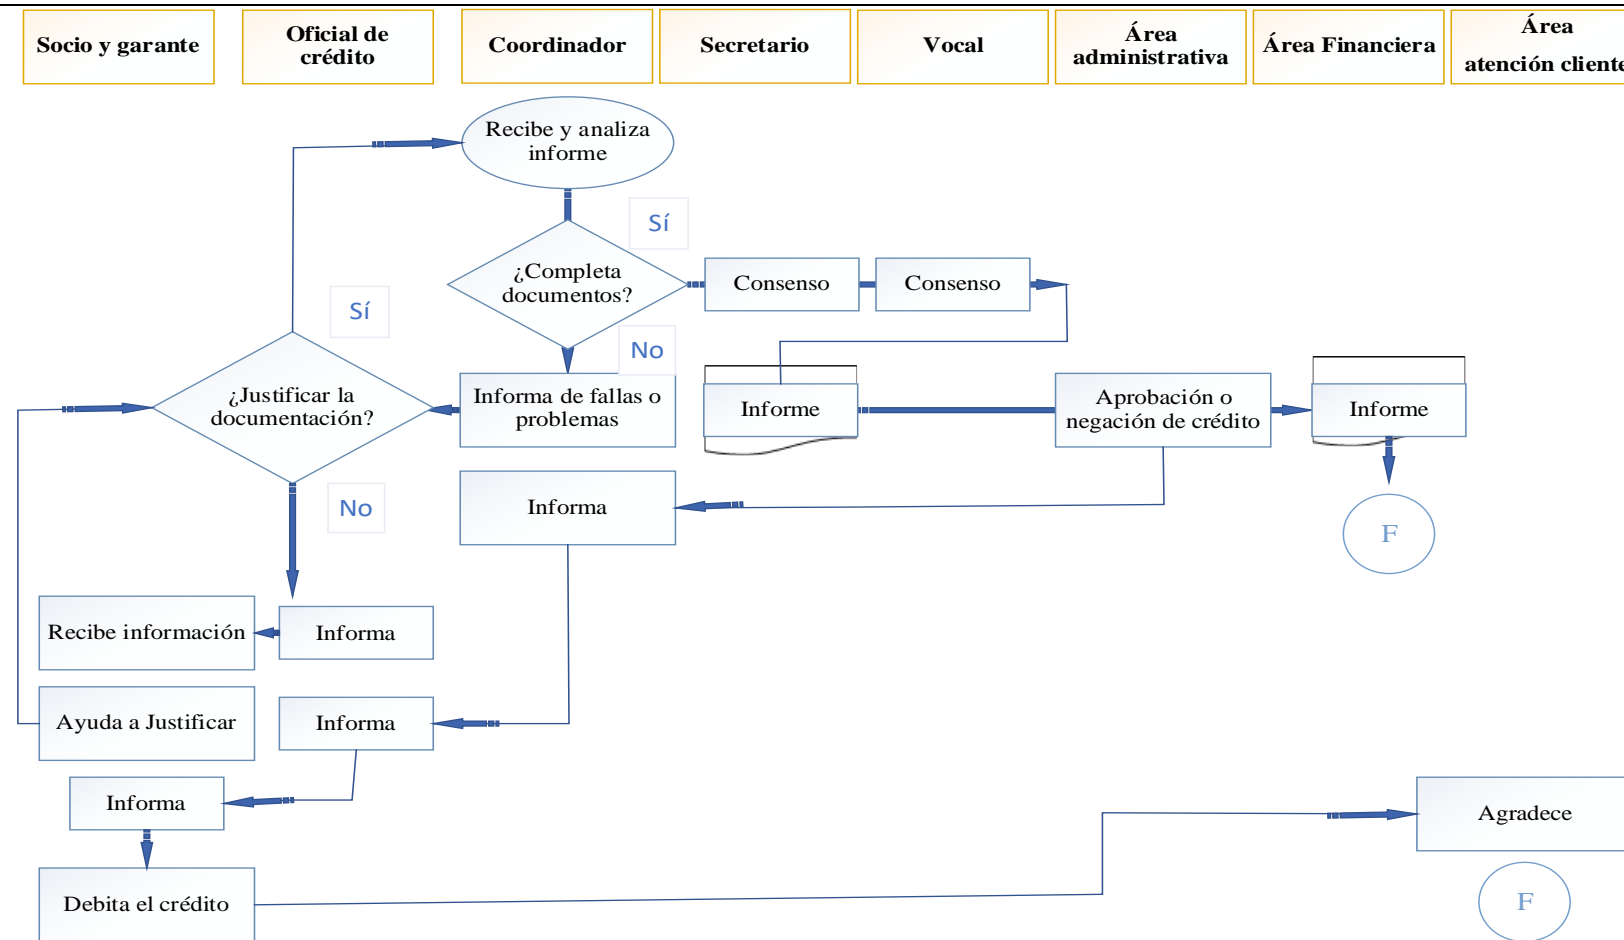 Socio y garante
Oficial de
crédito
Coordinador
Secretario
Vocal
Área
administrativa
Área Financiera
Área
atención cliente
Recibe y analiza
informe
Sí
¿Completa
documentos?
Consenso
Consenso
Sí
No
¿Justificar la
documentación?
Informa de fallas o
problemas
Informe
Aprobación o
negación de crédito
Informe
No
Informa
F
Recibe información
Informa
Ayuda a Justificar
Informa
Informa
Agradece
Debita el crédito
F